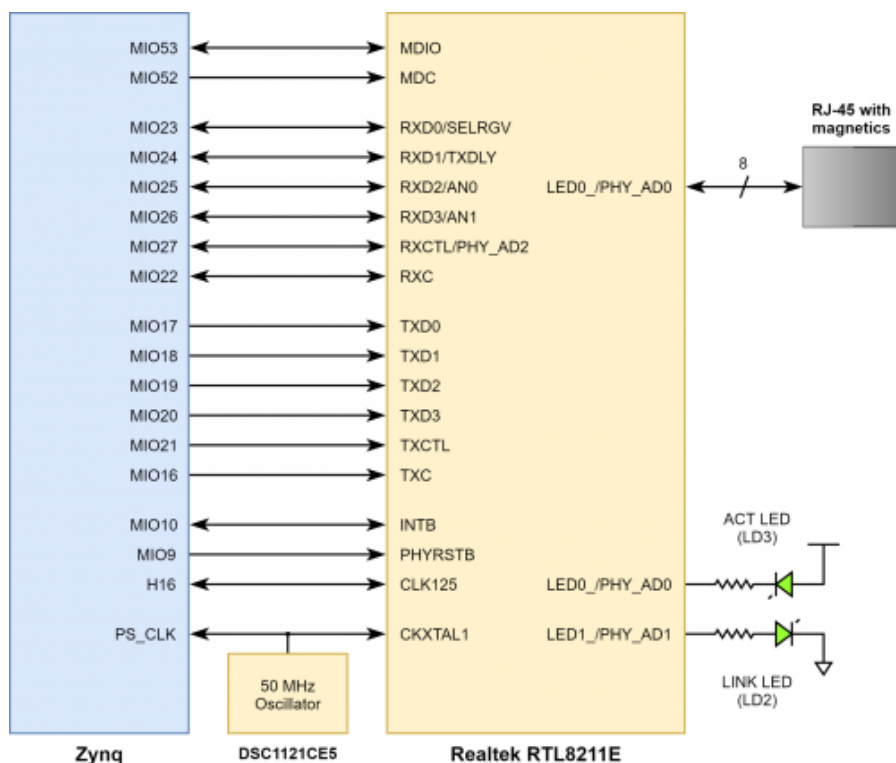 MIO53
MDIO
MIO52
MDC
RJ-45 with
magnetics
MIO23
RXD0/SELRGV
MIO24
RXD1/TXDLY
8
MIO25
RXD2/AN0
LED0_/PHY_AD0
MIO26
RXD3/AN1
MIO27
RXCTL/PHY_AD2
MIO22
RXC
MIO17
TXD0
MIO18
TXD1
MIO19
TXD2
MIO20
TXD3
MIO21
TXCTL
MIO16
TXC
MIO10
INTB
ACT LED
(LD3)
MIO9
PHYRSTB
H16
CLK125
LED0_/PHY_AD0
PS_CLK
CKXTAL1
LED1_/PHY_AD1
50 MHz
Oscillator
LINK LED
(LD2)
Zynq
DSC1121CE5
Realtek RTL8211E